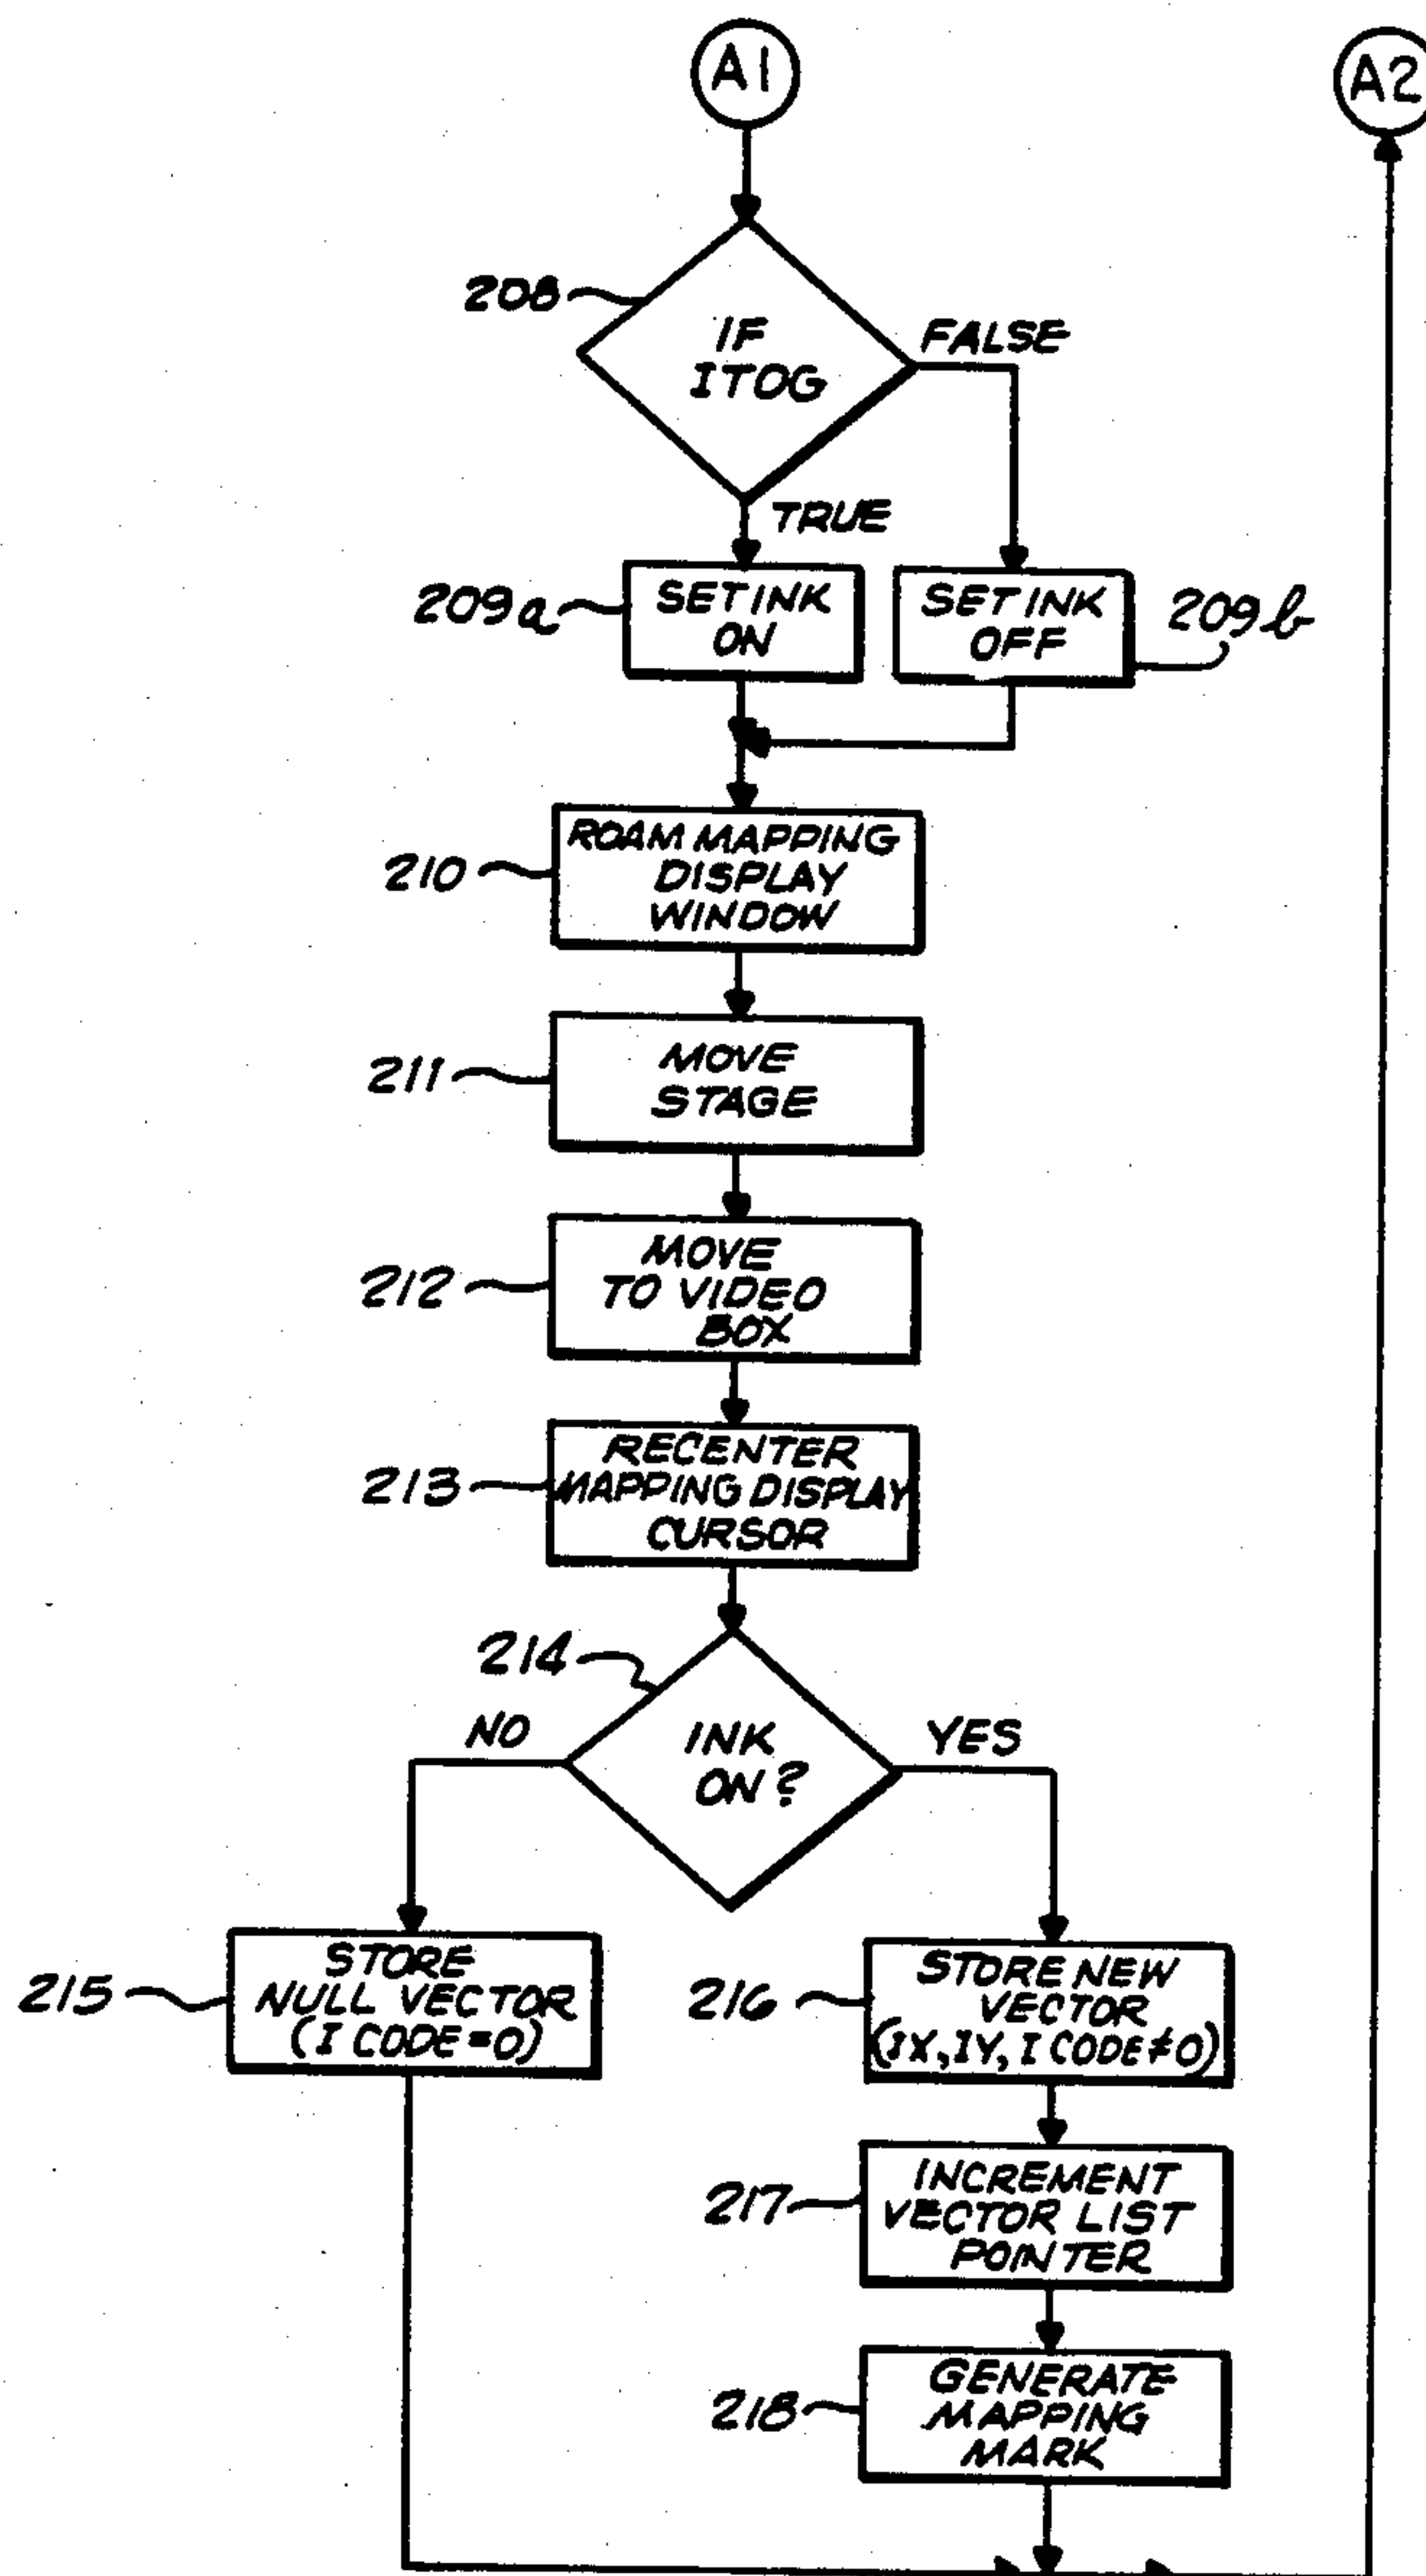 A1
A2
208
IF
ITOG
FALSE
TRUE
209a
SET INK
ON
SET INK
OFF
209b
210
ROAM MAPPING
DISPLAY
WINDOW
211
MOVE
STAGE
212
MOVE
TO VIDEO
BOX
213
RECENTER
MAPPING DISPLAY
CURSOR
214
NO
INK
ON?
YES
215
STORE
NULL VECTOR
(I CODE=0)
216
STORE NEW
VECTOR
(IX, IY, I CODE≠0)
217
INCREMENT
VECTOR LIST
POINTER
218
GENERATE
MAPPING
MARK